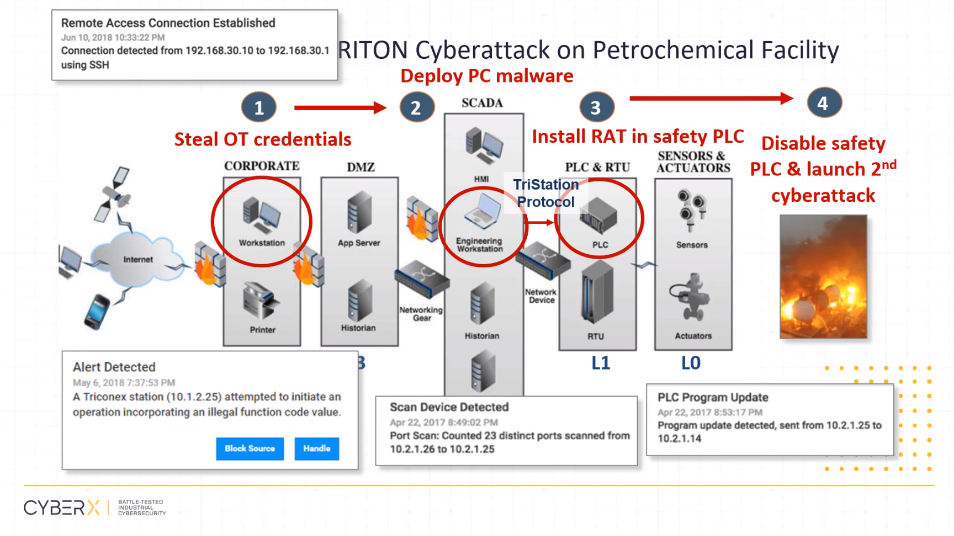 Remote Access Connection Established
Jun 10, 2018 10:33:22 PM
Connection detected from 192.168.30.10 to 192.168.30.1
using SSH
RITON Cyberattack on Petrochemical Facility
Deploy PC malware
1
2
3
4
Steal OT credentials
SCADA
Install RAT in safety PLC
Disable safety
PLC & launch 2nd
cyberattack
CORPORATE
DMZ
PLC & RTU
SENSORS &
ACTUATORS
HMI
TriStation
Protocol
Workstation
App Server
Engineering
Workstation
PLC
Sensors
Internet
Network
Device
Networking
Gear
Printer
Historian
Historian
RTU
Actuators
L1
L0
Alert Detected
May 6, 2018 7:37:53 PM
A Triconex station (10.1.2.25) attempted to initiate an
operation incorporating an illegal function code value.
Block Source
Handle
Scan Device Detected
Apr 22, 2017 8:49:02 PM
Port Scan: Counted 23 distinct ports scanned from
10.2.1.26 to 10.2.1.25
PLC Program Update
Apr 22, 2017 8:53:17 PM
Program update detected, sent from 10.2.1.25 to
10.2.1.14
CYBERX
BATTLE-TESTED
INDUSTRIAL
CYBERSECURITY